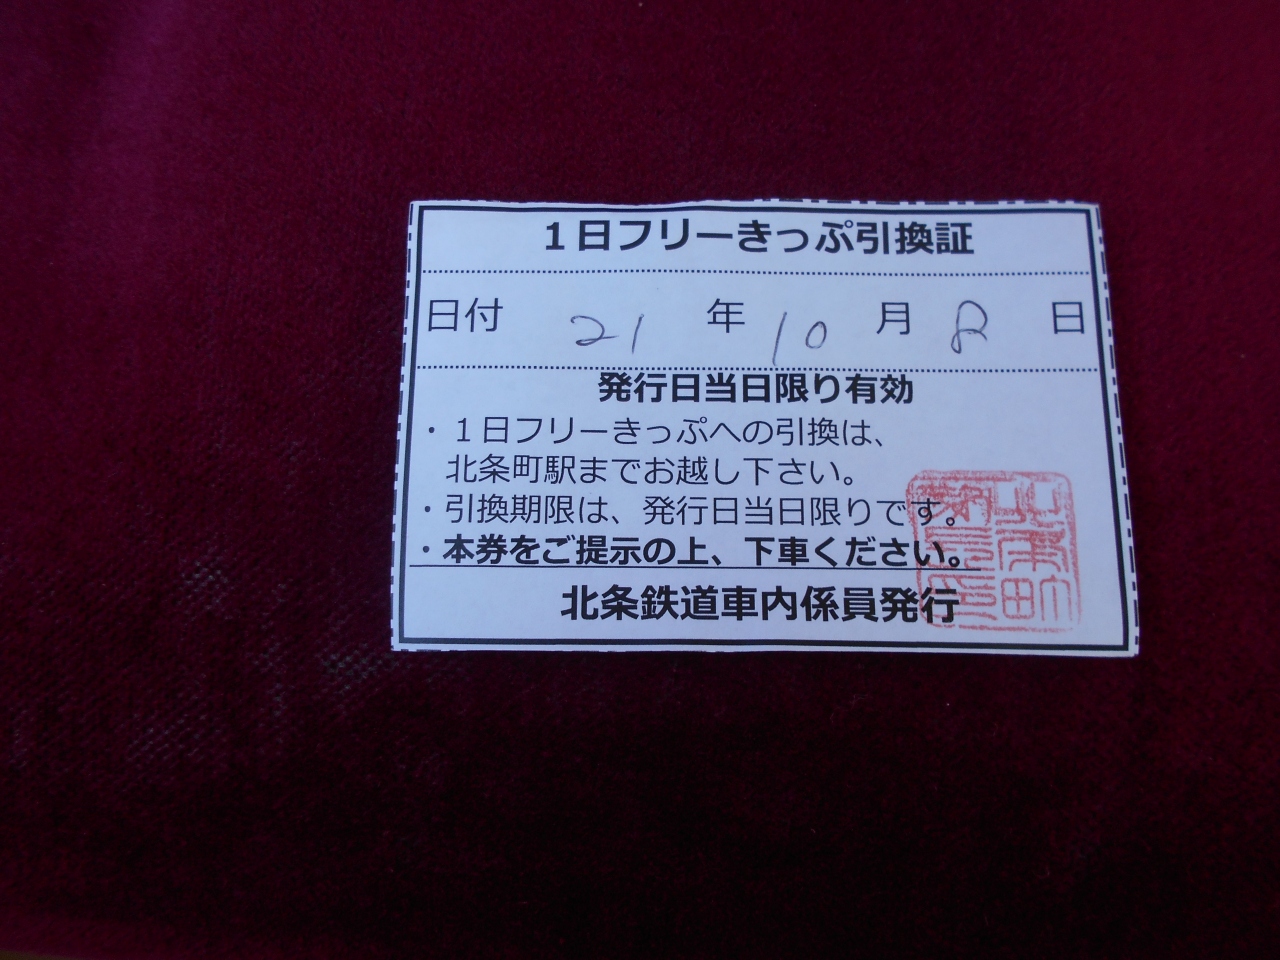 １日フリーきっぷ引換証
日付 21 年 10 月 8 日
発行日当日限り有効
・１日フリーきっぷへの引換は、
北条町駅までお越し下さい。
・引換期限は、発行日当日限りです。
・本券をご提示の上、下車ください。
北条鉄道車内係員発行